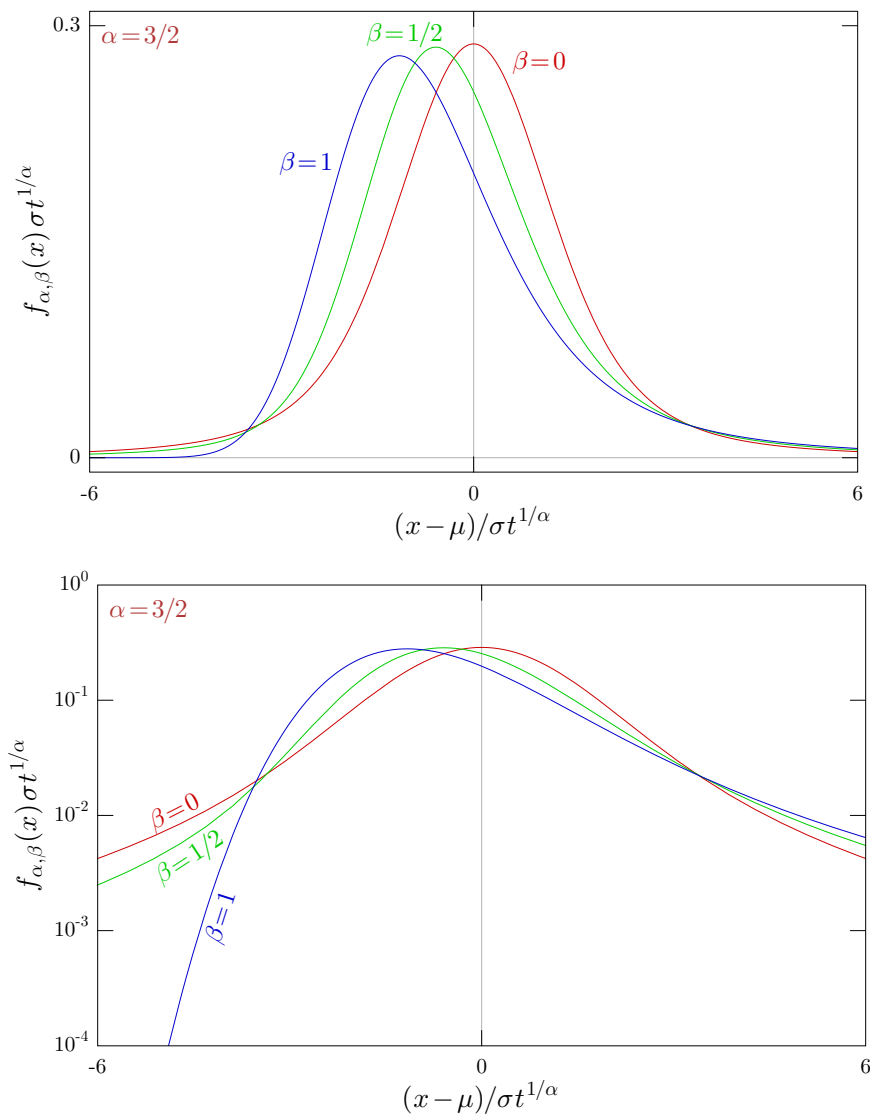 0.3
α = 3/2
β=1/2
β=0
β=1
f_{α,β}(x) σt^{1/α}
0
-6 0 6
(x−μ)/σt^{1/α}
10^0
α = 3/2
10^{-1}
f_{α,β}(x) σt^{1/α}
10^{-2}
β=0
β=1/2
β=1
10^{-3}
10^{-4}
-6 0 6
(x−μ)/σt^{1/α}